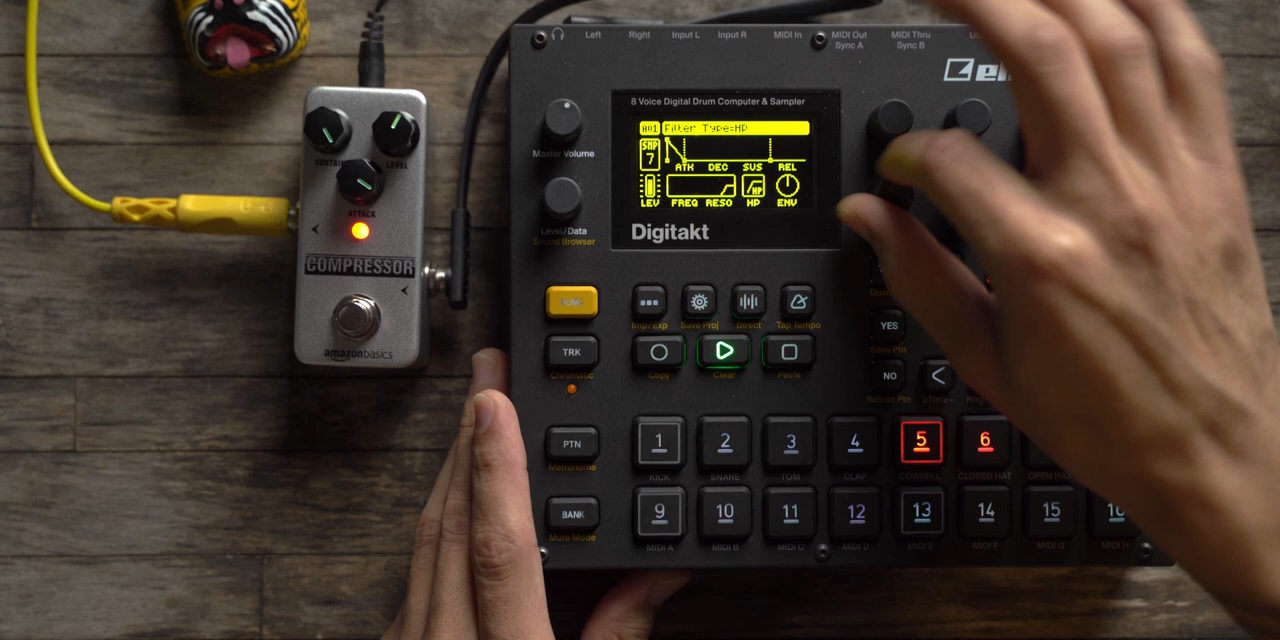 Left
Right
Input L
Input R
MIDI In
MIDI Out
Sync A
MIDI Thru
Sync B
8 Voice Digital Drum Computer & Sampler
A01 Filter Type=HP
SMP
7
ATK DEC SUS REL
HP
LEV FREQ RESO HP ENV
Digitakt
Master Volume
Level/Data
Sound Browser
LEVEL
ATTACK
COMPRESSOR
amazonbasics
FUNC
Imp/Exp
Save Proj
Direct
Tap Tempo
YES
Save Ptn
TRK
Chromatic
Copy
Clear
Paste
NO
Reload Ptn
PTN
Metronome
1
2
3
4
5
6
KICK
SNARE
TOM
CLAP
COWBELL
CLOSED HAT
OPEN HAT
BANK
Mute Mode
9
10
11
12
13
14
15
16
MIDI A
MIDI B
MIDI C
MIDI D
MIDI E
MIDI F
MIDI G
MIDI H